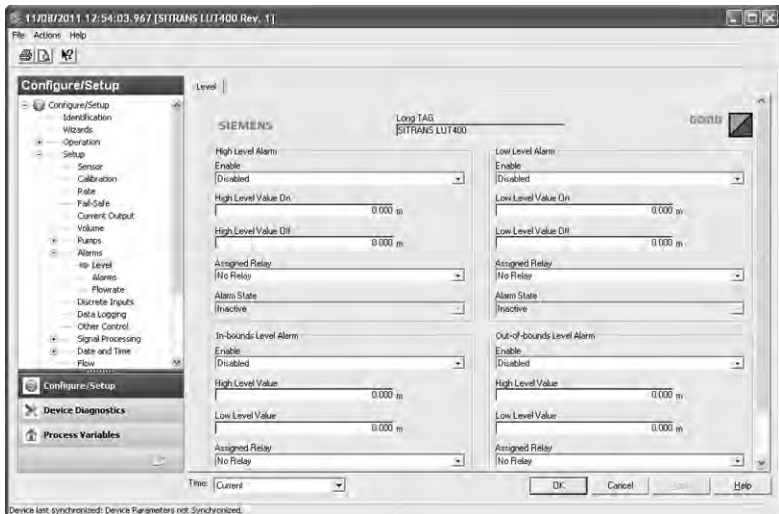 11/08/2011 12:54:03.967 [SITRANS LUT400 Rev. 1]
File Actions Help
Configure/Setup
Configure/Setup
Identification
Wizards
Operation
Setup
Sensor
Calibration
Rate
Fail-Safe
Current Output
Volume
Pumps
Alarms
Level
Alarms
Flowrate
Discrete Inputs
Data Logging
Other Control
Signal Processing
Date and Time
Flow
Configure/Setup
Device Diagnostics
Process Variables
Level
SIEMENS
Long TAG
SITRANS LUT400
High Level Alarm
Enable
Disabled
High Level Value On
0.000 m
High Level Value Off
0.000 m
Assigned Relay
No Relay
Alarm State
Inactive
Low Level Alarm
Enable
Disabled
Low Level Value On
0.000 m
Low Level Value Off
0.000 m
Assigned Relay
No Relay
Alarm State
Inactive
In-bounds Level Alarm
Enable
Disabled
High Level Value
0.000 m
Low Level Value
0.000 m
Assigned Relay
No Relay
Out-of-bounds Level Alarm
Enable
Disabled
High Level Value
0.000 m
Low Level Value
0.000 m
Assigned Relay
No Relay
Time: Current
OK Cancel Help
Device last synchronized: Device Parameters not Synchronized.